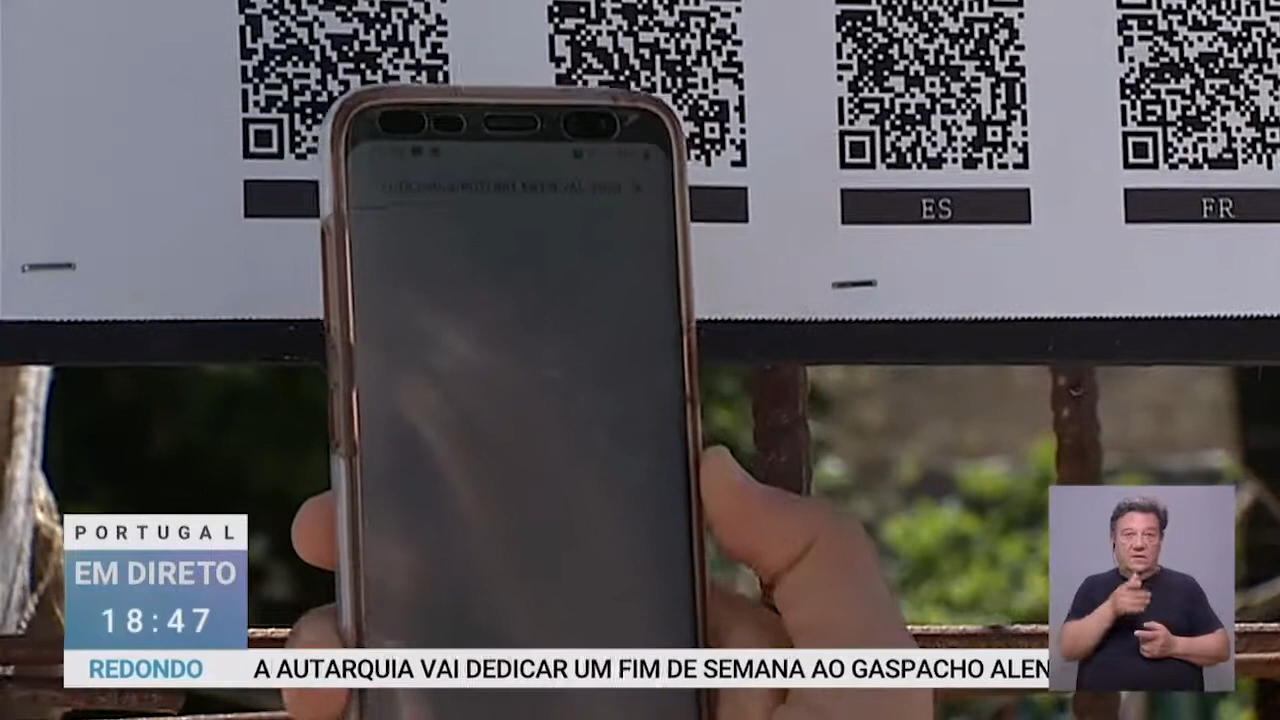 ES
FR
PORTUGAL
EM DIRETO
18:47
REDONDO
A AUTARQUIA VAI DEDICAR UM FIM DE SEMANA AO GASPACHO ALEN